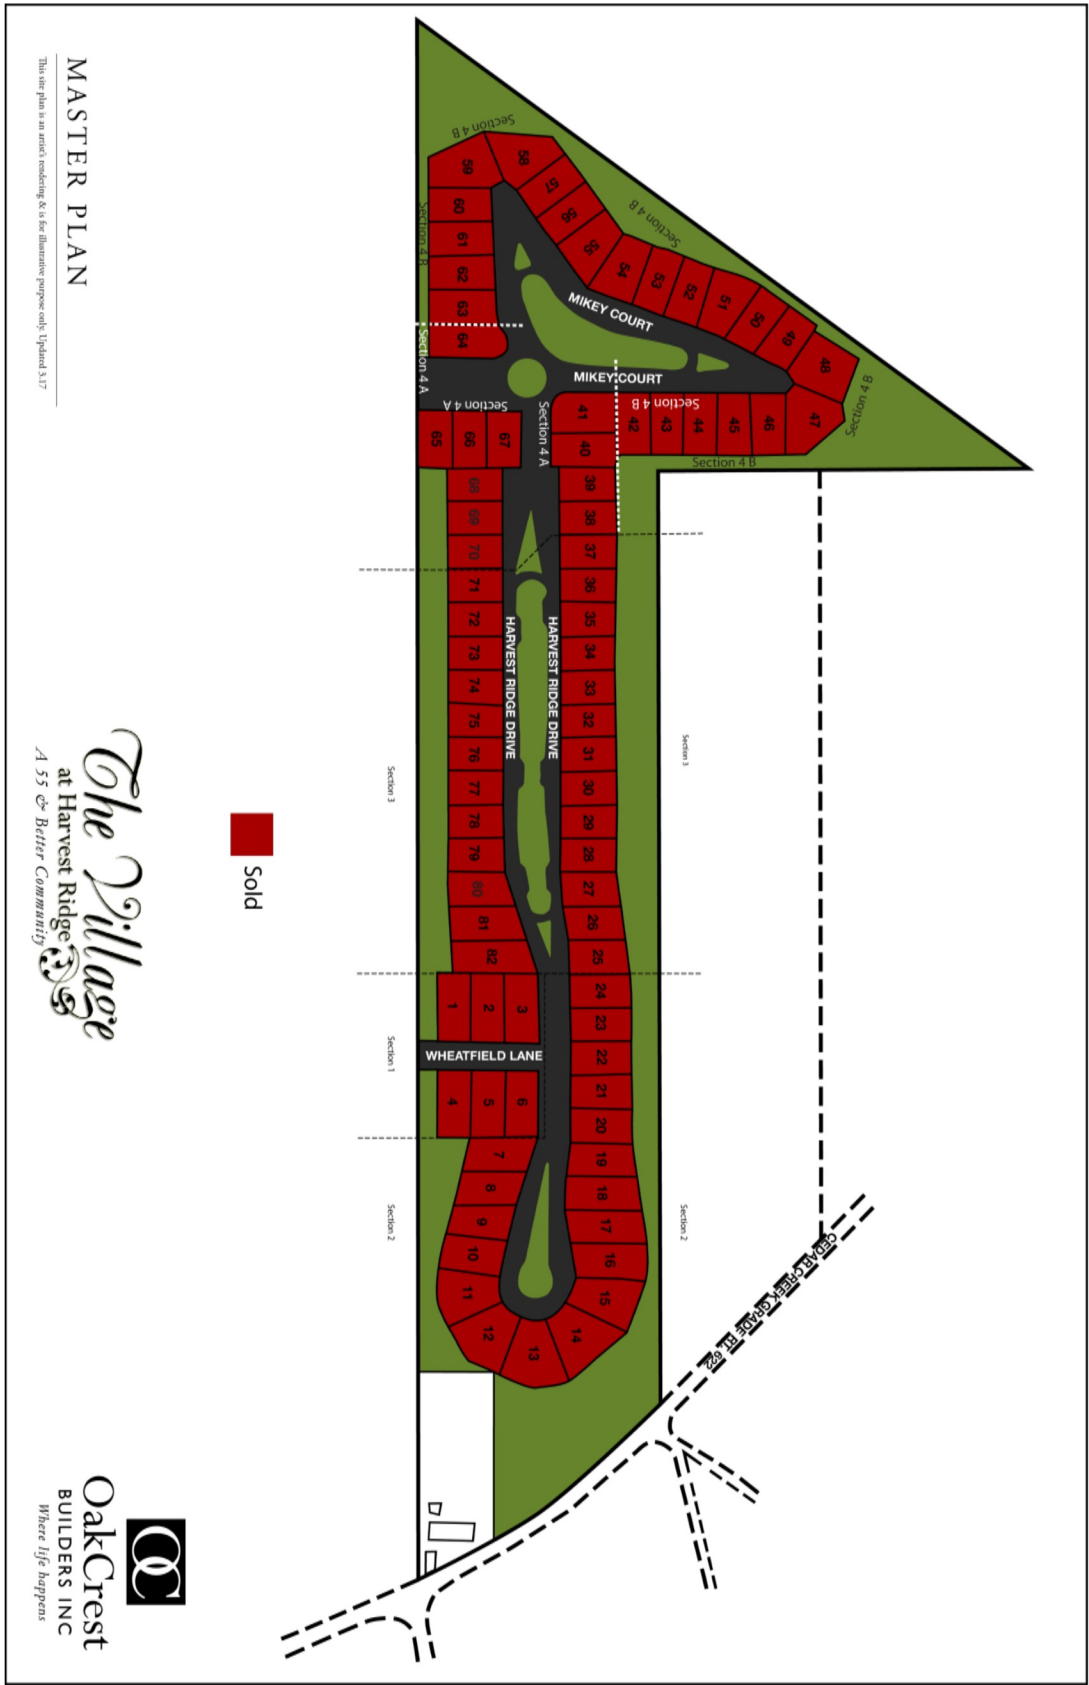 MASTER PLAN
This site plan is an artist's rendering & is for illustrative purpose only. Updated 3.17
The Village
at Harvest Ridge
A 55 & Better Community
Sold
OC
OakCrest
BUILDERS INC
Where life happens
Section 4 B
59
58
57
56
55
54
53
52
51
50
49
48
47
46
45
44
43
42
41
40
60
61
62
63
64
Section 4 B
Section 4 B
Section 4 B
Section 4 B
Section 4 B
MIKEY COURT
MIKEY COURT
Section 4 A
Section 4 A
Section 4 A
65
66
67
68
69
70
71
72
73
74
75
76
77
78
79
80
81
82
39
38
37
36
35
34
33
32
31
30
29
28
27
26
25
24
23
22
21
20
19
18
17
16
15
14
13
12
11
10
9
8
7
HARVEST RIDGE DRIVE
HARVEST RIDGE DRIVE
Section 3
Section 3
1
2
3
WHEATFIELD LANE
4
5
6
Section 1
Section 2
Section 2
CEDAR CREEK GRADE RT. 622